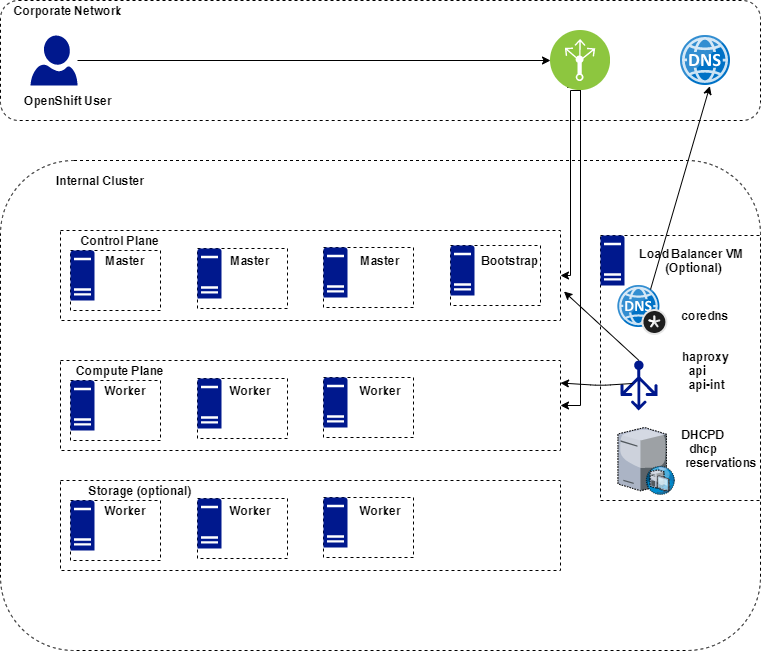 Corporate Network
OpenShift User
DNS
Internal Cluster
Control Plane
Master
Master
Master
Bootstrap
Load Balancer VM
(Optional)
DNS
coredns
haproxy
api
api-int
Compute Plane
Worker
Worker
Worker
DHCPD
dhcp
reservations
Storage (optional)
Worker
Worker
Worker